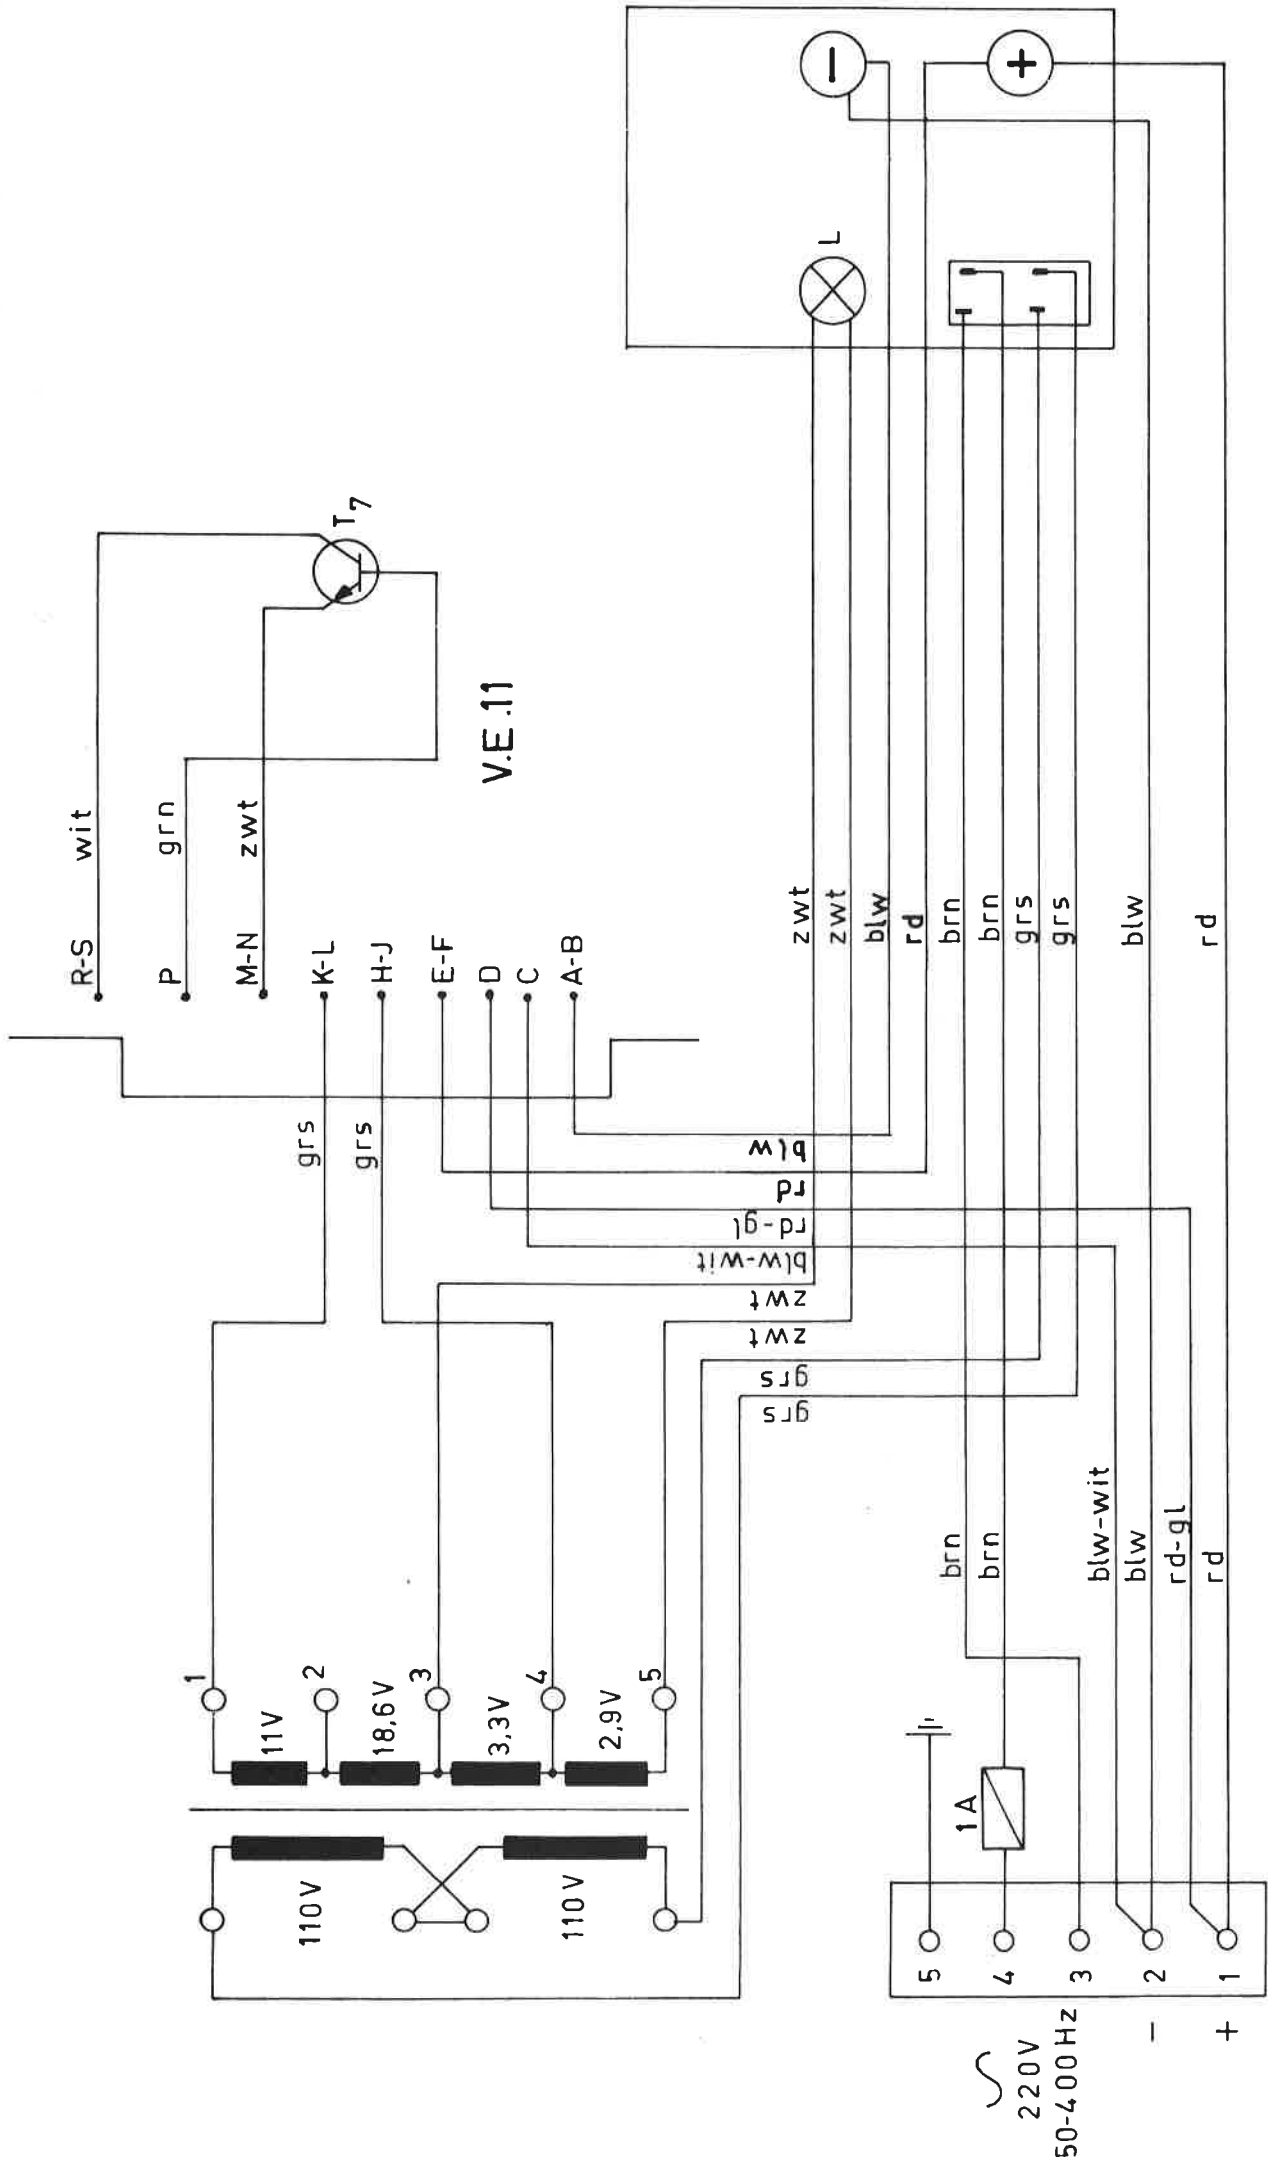 R-S wit
P grn
M-N zwt
K-L
H-J
E-F
D
C
A-B
T7
V.E.11
L
−
+
zwt
zwt
blw
rd
brn
brn
grs
grs
blw
rd
grs
grs
blw
rd
rd-gl
blw-wit
zwt
zwt
grs
grs
1
2
3
4
5
11V
18,6V
3,3V
2,9V
110V
110V
brn
brn
blw-wit
blw
rd-gl
rd
1A
5
4
3
2
1
220V
50-400Hz
−
+